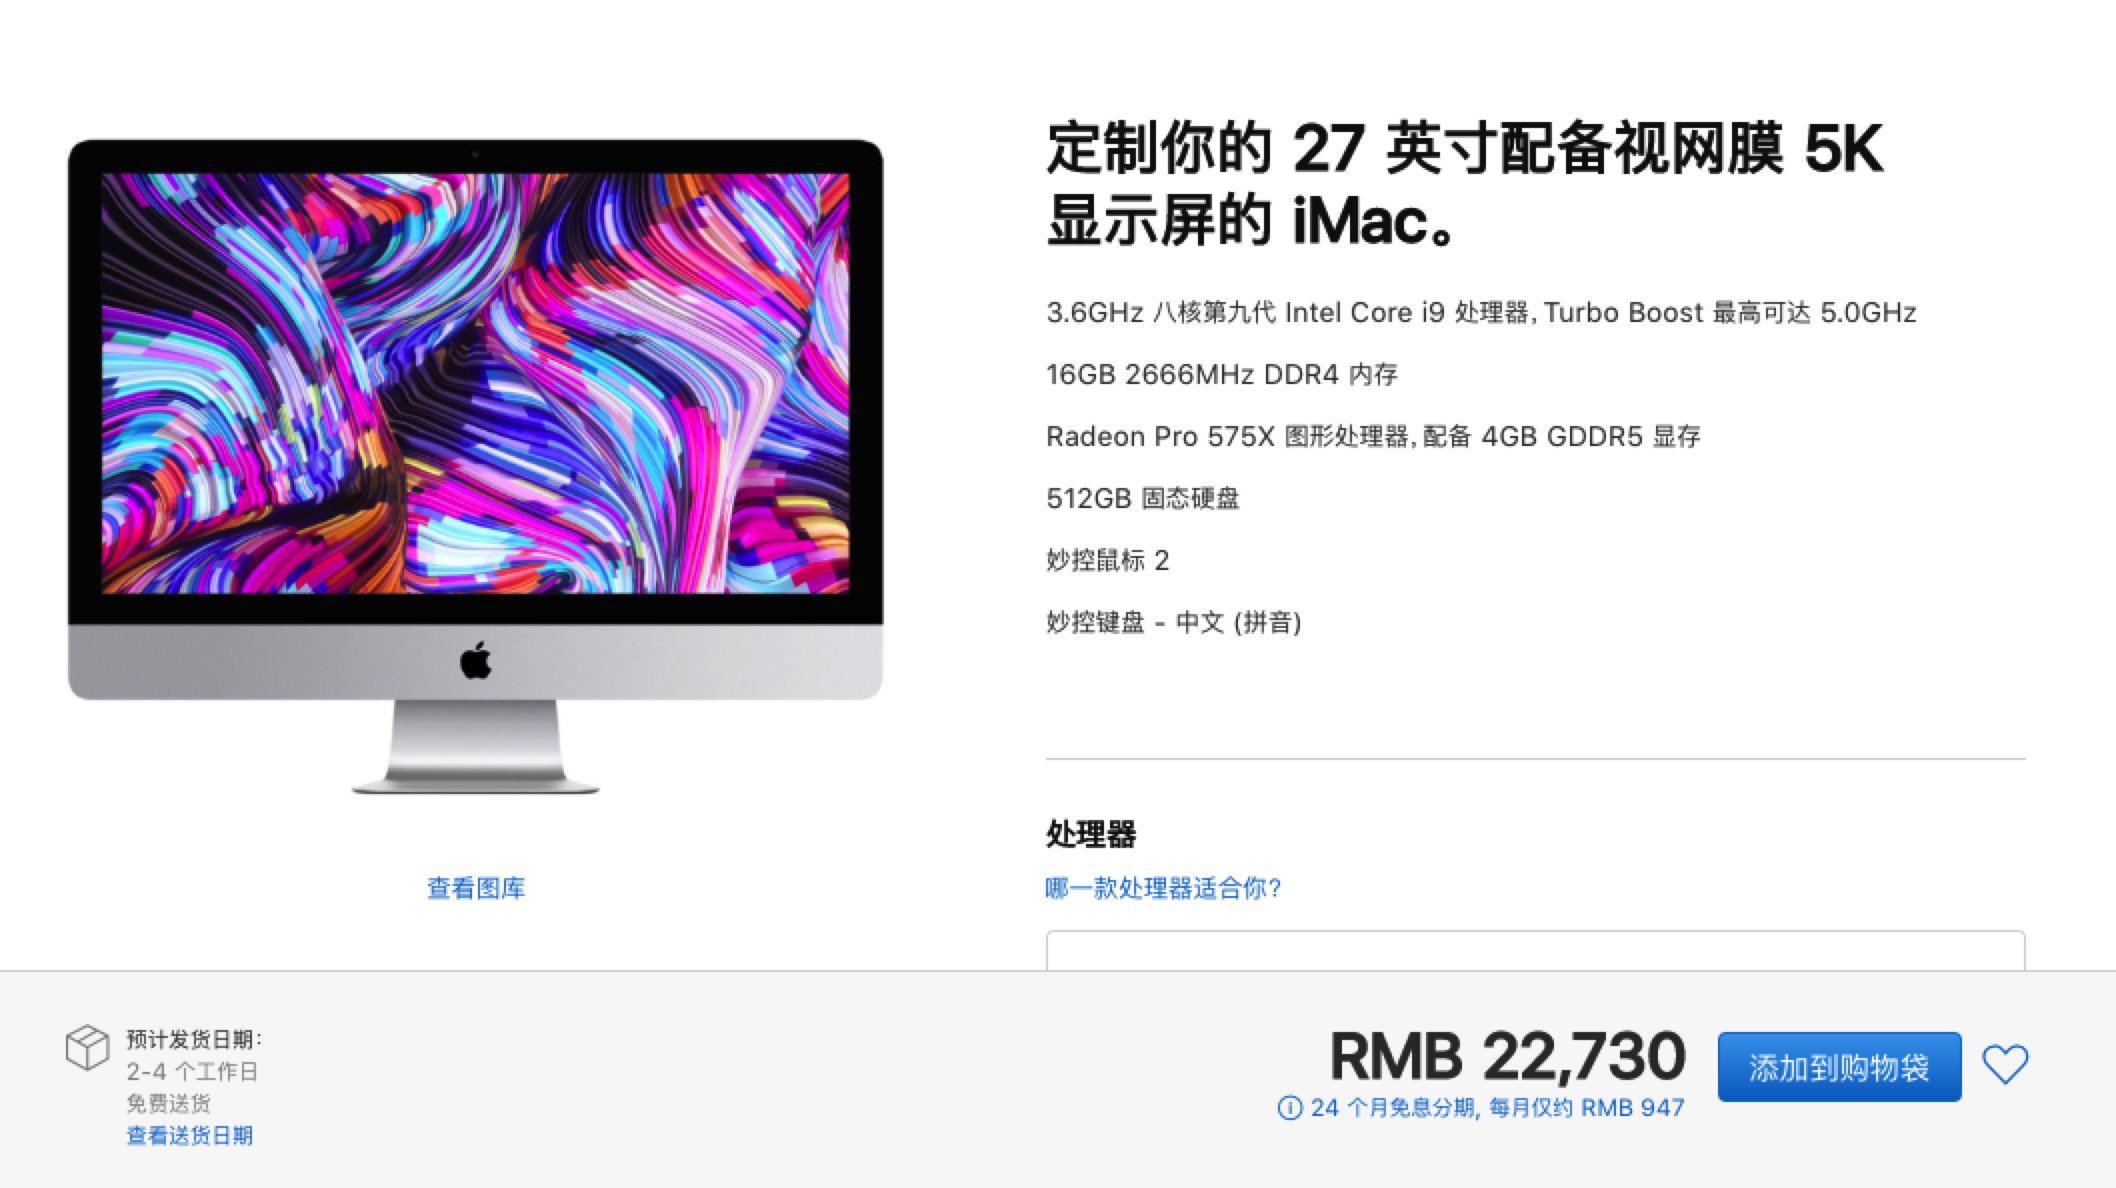 定制你的 27 英寸配备视网膜 5K
显示屏的 iMac。
3.6GHz 八核第九代 Intel Core i9 处理器, Turbo Boost 最高可达 5.0GHz
16GB 2666MHz DDR4 内存
Radeon Pro 575X 图形处理器, 配备 4GB GDDR5 显存
512GB 固态硬盘
妙控鼠标 2
妙控键盘 - 中文 (拼音)
查看图库
处理器
哪一款处理器适合你?
预计发货日期:
2-4 个工作日
免费送货
查看送货日期
RMB 22,730
24 个月免息分期, 每月仅约 RMB 947
添加到购物袋